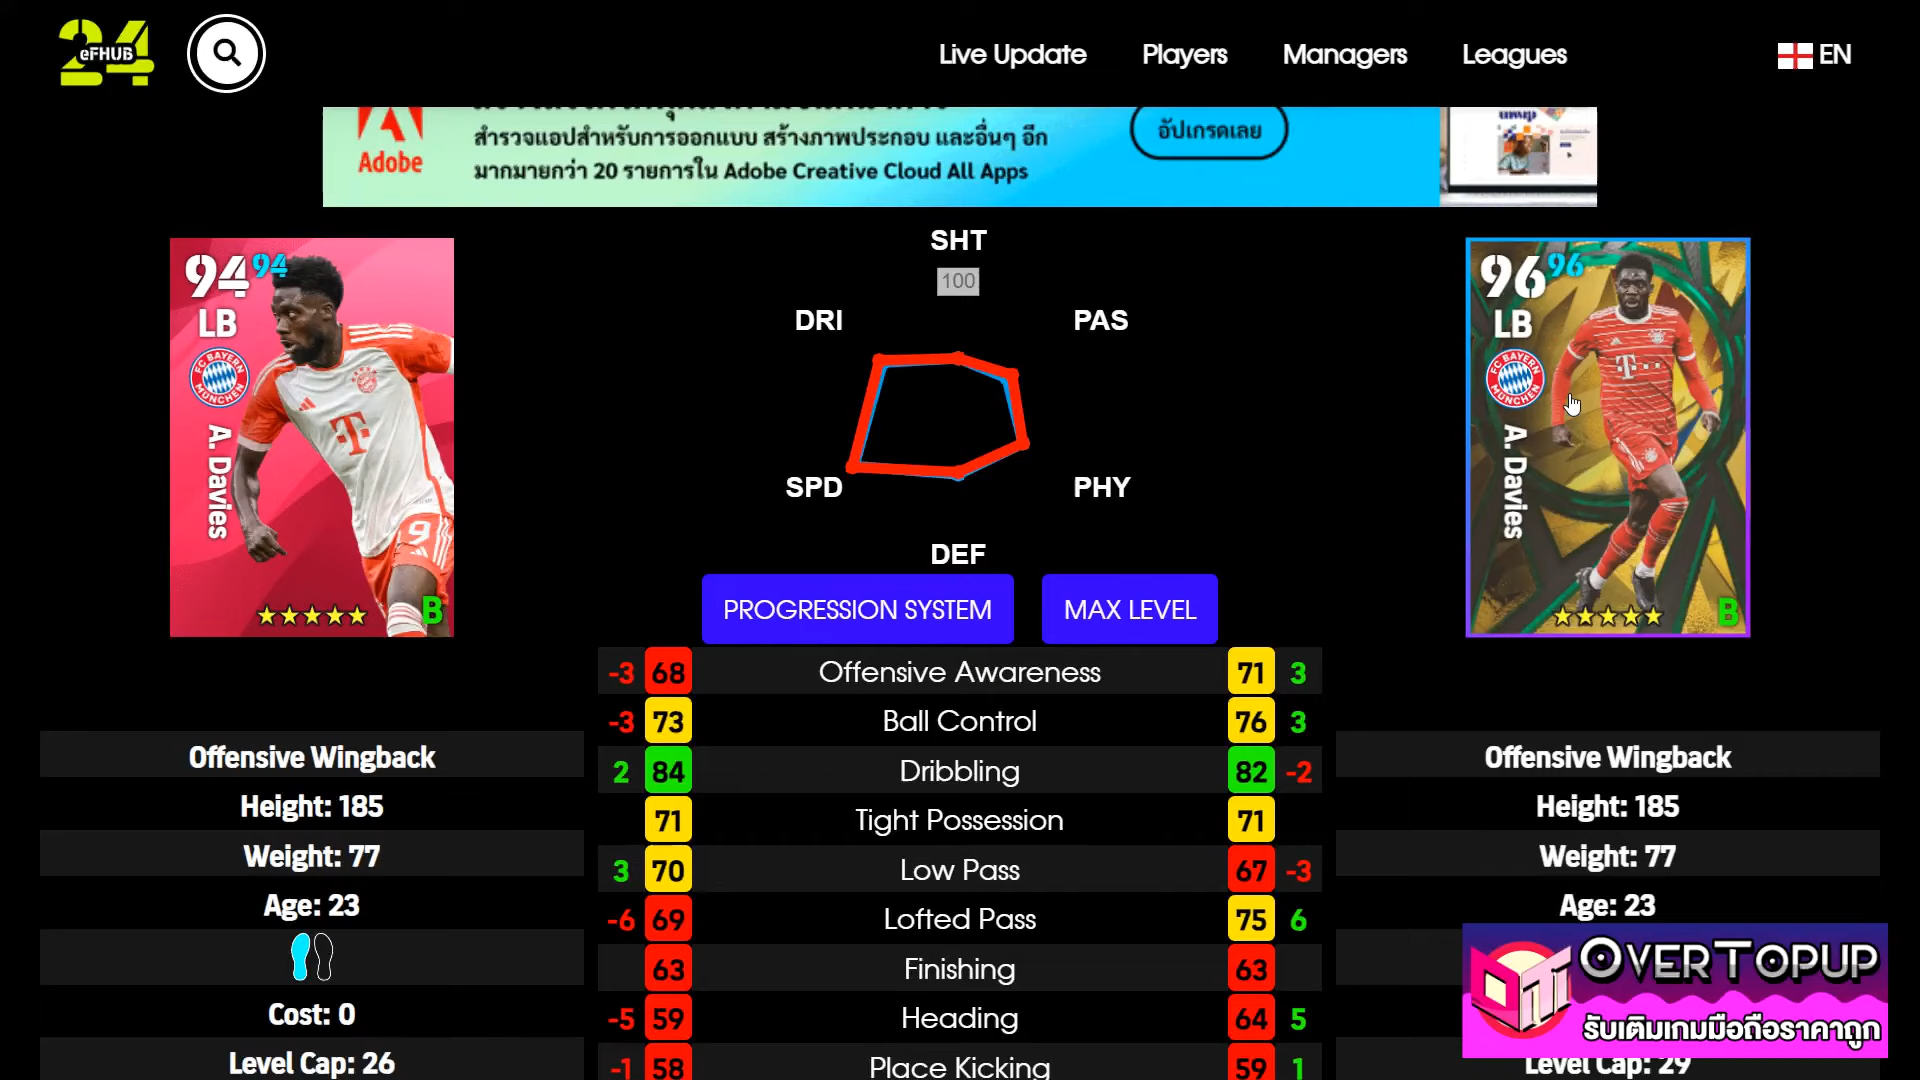 24
eFHUB
Live Update
Players
Managers
Leagues
EN
Adobe
สำรวจแอปสำหรับการออกแบบ สร้างภาพประกอบ และอื่นๆ อีก
มากมายกว่า 20 รายการใน Adobe Creative Cloud All Apps
อัปเกรดเลย
94 94
LB
FC BAYERN
MÜNCHEN
A. Davies
B
SHT
100
DRI
PAS
SPD
PHY
DEF
96 96
LB
FC BAYERN
MÜNCHEN
A. Davies
B
PROGRESSION SYSTEM
MAX LEVEL
-3 68 Offensive Awareness 71 3
-3 73 Ball Control 76 3
2 84 Dribbling 82 -2
71 Tight Possession 71
3 70 Low Pass 67 -3
-6 69 Lofted Pass 75 6
63 Finishing 63
-5 59 Heading 64 5
-1 58 Place Kicking 59 1
Offensive Wingback
Height: 185
Weight: 77
Age: 23
Cost: 0
Level Cap: 26
Offensive Wingback
Height: 185
Weight: 77
Age: 23
OVERTOPUP
รับเติมเกมมือถือราคาถูก
Level Cap: 29